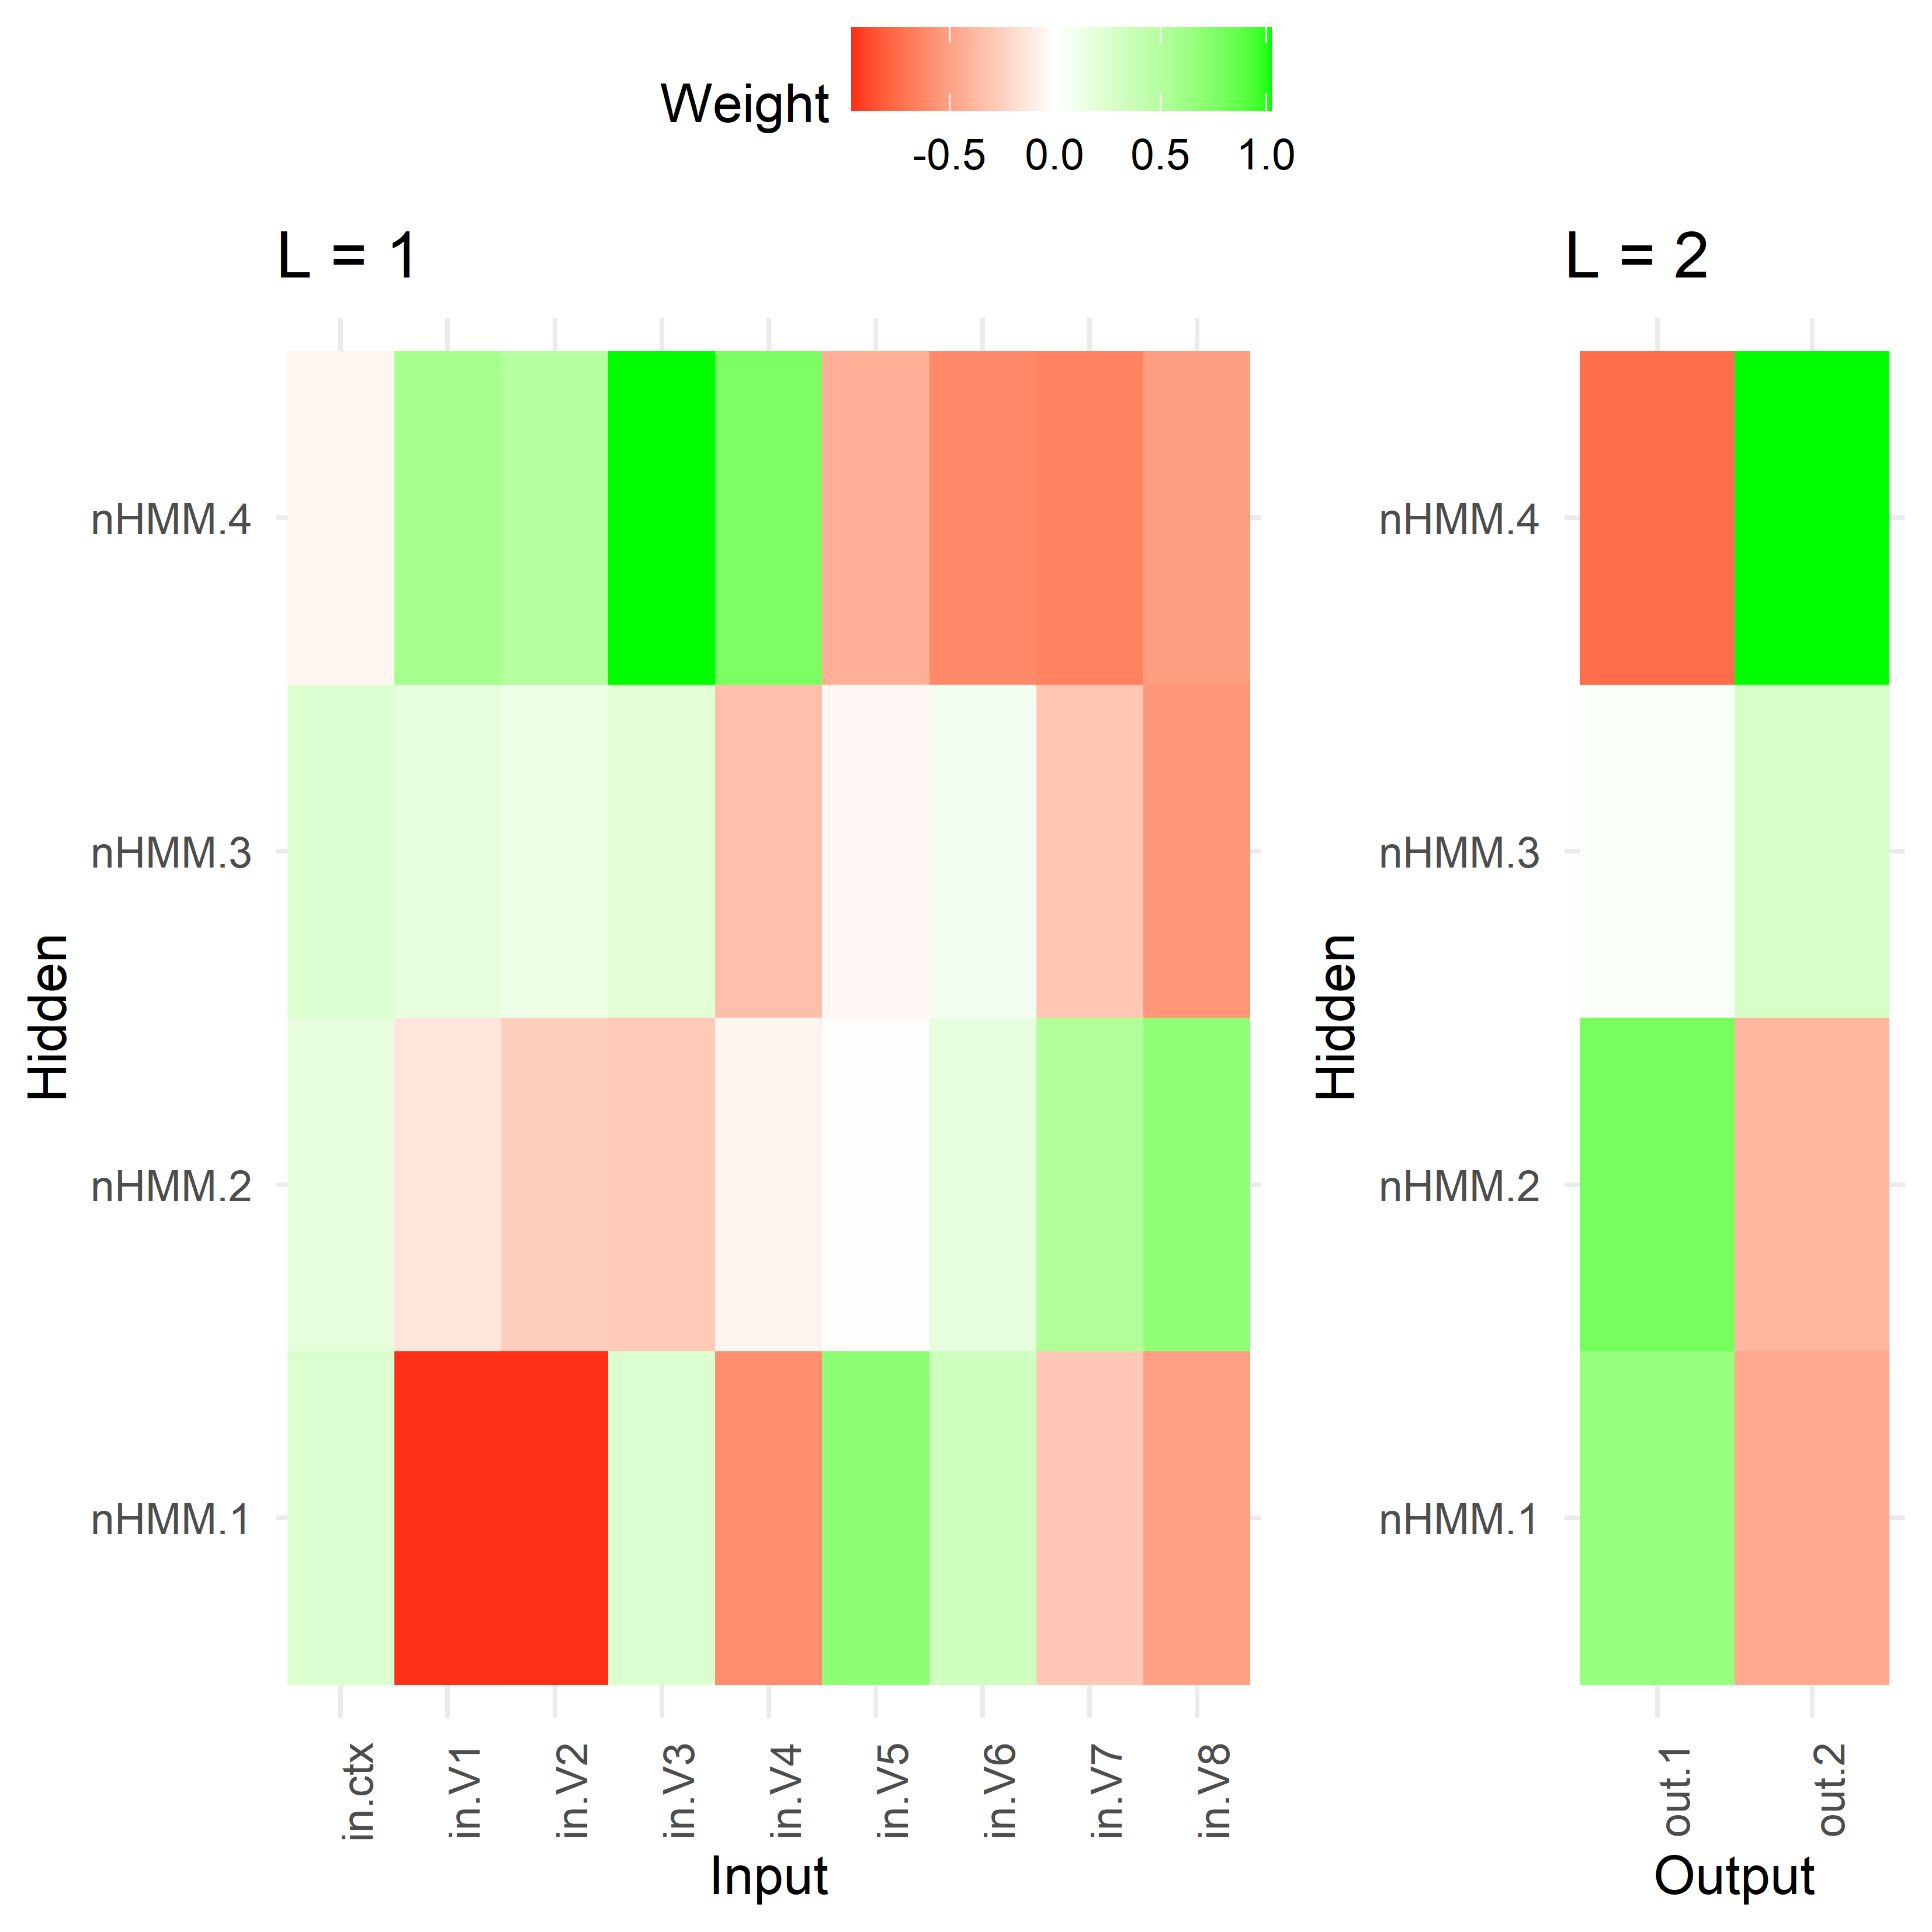 Weight
-0.5 0.0 0.5 1.0
L = 1
L = 2
Hidden
nHMM.4
nHMM.3
nHMM.2
nHMM.1
in.ctx in.V1 in.V2 in.V3 in.V4 in.V5 in.V6 in.V7 in.V8
Input
Hidden
nHMM.4
nHMM.3
nHMM.2
nHMM.1
out.1 out.2
Output